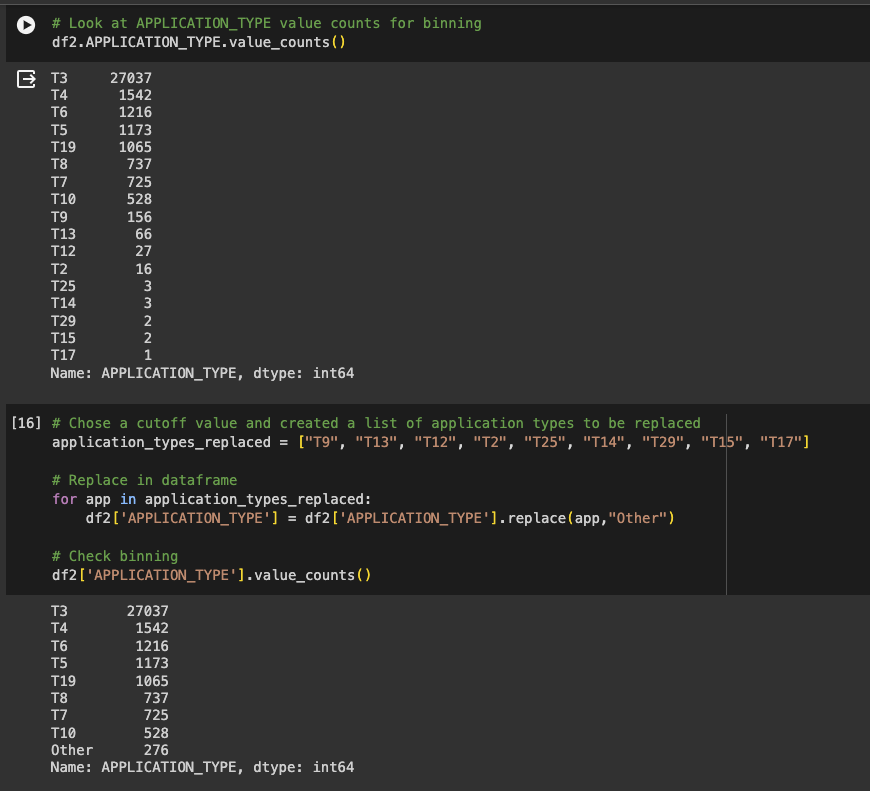 # Look at APPLICATION_TYPE value counts for binning
df2.APPLICATION_TYPE.value_counts()
T3     27037
T4      1542
T6      1216
T5      1173
T19     1065
T8       737
T7       725
T10      528
T9       156
T13       66
T12       27
T2        16
T25        3
T14        3
T29        2
T15        2
T17        1
Name: APPLICATION_TYPE, dtype: int64
[16] # Chose a cutoff value and created a list of application types to be replaced
application_types_replaced = ["T9", "T13", "T12", "T2", "T25", "T14", "T29", "T15", "T17"]
# Replace in dataframe
for app in application_types_replaced:
    df2['APPLICATION_TYPE'] = df2['APPLICATION_TYPE'].replace(app,"Other")
# Check binning
df2['APPLICATION_TYPE'].value_counts()
T3       27037
T4        1542
T6        1216
T5        1173
T19       1065
T8         737
T7         725
T10        528
Other      276
Name: APPLICATION_TYPE, dtype: int64